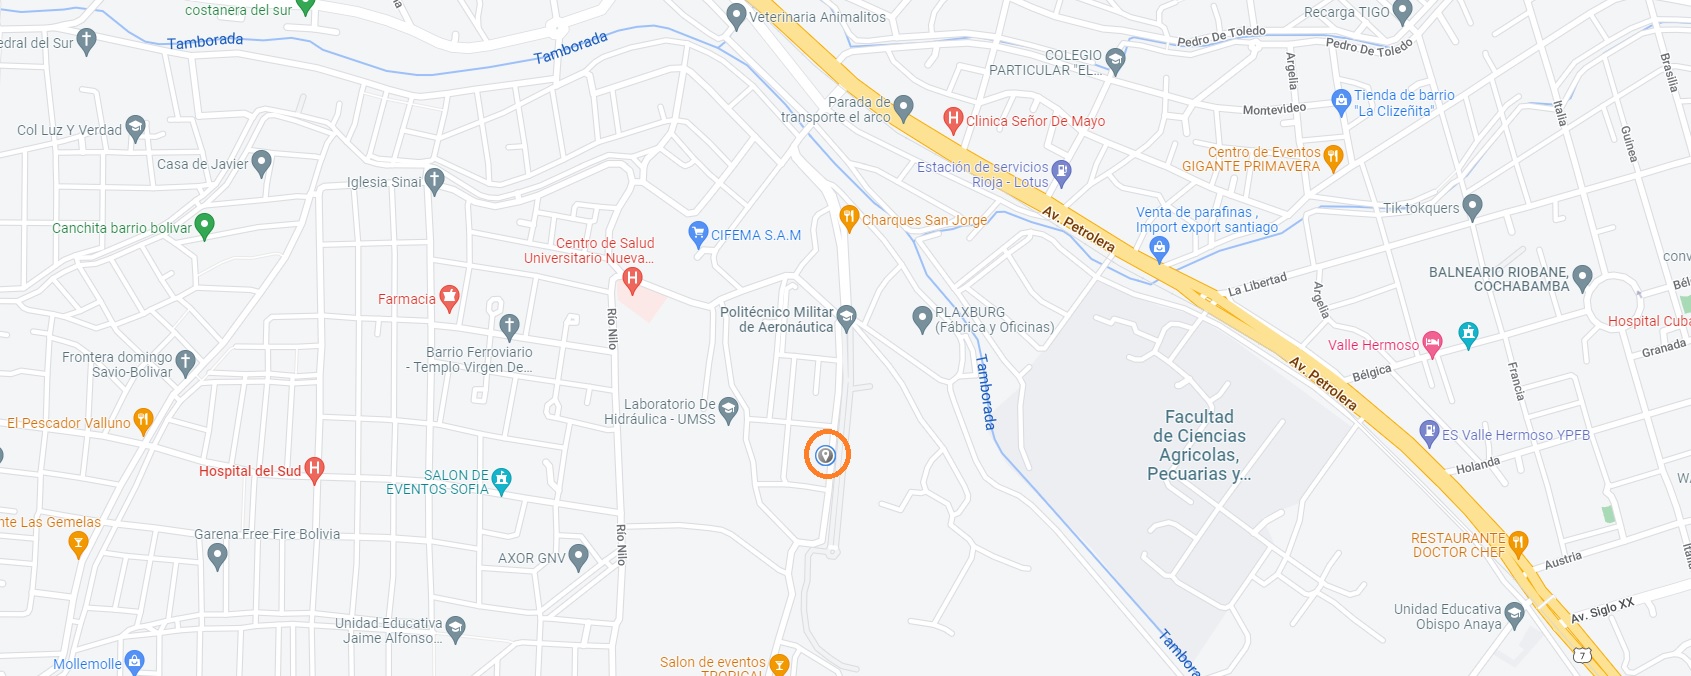 costanera del sur
Veterinaria Animalitos
Recarga TIGO
edral del Sur
Tamborada
Tamborada
Pedro De Toledo
Pedro De Toledo
COLEGIO
PARTICULAR "EL...
Argelia
Brasilia
Parada de
transporte el arco
Tienda de barrio
"La Clizeñita"
Montevideo
Italia
Col Luz Y Verdad
Clinica Señor De Mayo
Guinea
Casa de Javier
Centro de Eventos
GIGANTE PRIMAVERA
Estación de servicios
Rioja - Lotus
Iglesia Sinai
Tik tokquers
Av. Petrolera
Venta de parafinas ,
Import export santiago
Charques San Jorge
Canchita barrio bolivar
CIFEMA S.A.M
Centro de Salud
Universitario Nueva...
conv
BALNEARIO RIOBANE,
COCHABAMBA
La Libertad
Argelia
Bél
Farmacia
Politécnico Militar
de Aeronáutica
PLAXBURG
(Fábrica y Oficinas)
Hospital Cuba
Río Nilo
Valle Hermoso
Granada
Barrio Ferroviario
- Templo Virgen De...
Frontera domingo
Savio-Bolivar
Bélgica
Francia
Av. Petrolera
Tamborada
Laboratorio De
Hidráulica - UMSS
El Pescador Valluno
Facultad
de Ciencias
Agricolas,
Pecuarias y...
ES Valle Hermoso YPFB
Holanda
Hospital del Sud
SALON DE
EVENTOS SOFIA
W
nte Las Gemelas
Garena Free Fire Bolivia
Río Nilo
AXOR GNV
RESTAURANTE
DOCTOR CHEF
Austria
Itali
Av. Siglo XX
Unidad Educativa
Obispo Anaya
Unidad Educativa
Jaime Alfonso...
Tambora
7
Mollemolle
Salon de eventos
TROPICAL